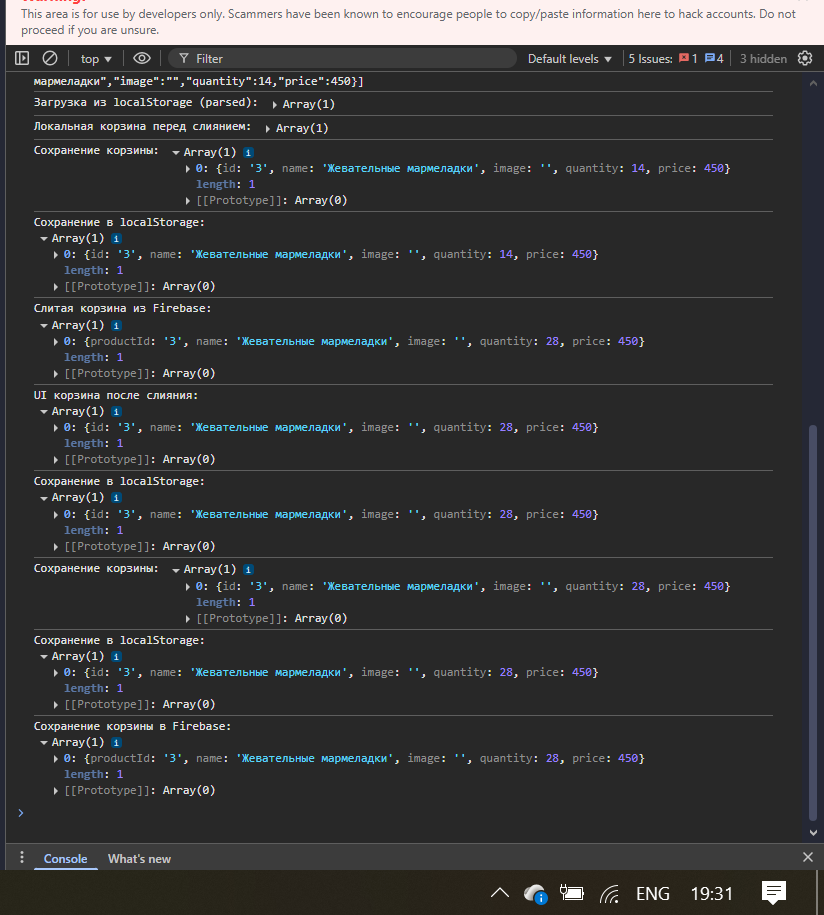 This area is for use by developers only. Scammers have been known to encourage people to copy/paste information here to hack accounts. Do not
proceed if you are unsure.
top Filter Default levels 5 Issues: 1 4 3 hidden
мармеладки","image":"","quantity":14,"price":450}]
Загрузка из localStorage (parsed): Array(1)
Локальная корзина перед слиянием: Array(1)
Сохранение корзины: Array(1) i
0: {id: '3', name: 'Жевательные мармеладки', image: '', quantity: 14, price: 450}
length: 1
[[Prototype]]: Array(0)
Сохранение в localStorage:
Array(1) i
0: {id: '3', name: 'Жевательные мармеладки', image: '', quantity: 14, price: 450}
length: 1
[[Prototype]]: Array(0)
Слитая корзина из Firebase:
Array(1) i
0: {productId: '3', name: 'Жевательные мармеладки', image: '', quantity: 28, price: 450}
length: 1
[[Prototype]]: Array(0)
UI корзина после слияния:
Array(1) i
0: {id: '3', name: 'Жевательные мармеладки', image: '', quantity: 28, price: 450}
length: 1
[[Prototype]]: Array(0)
Сохранение в localStorage:
Array(1) i
0: {id: '3', name: 'Жевательные мармеладки', image: '', quantity: 28, price: 450}
length: 1
[[Prototype]]: Array(0)
Сохранение корзины: Array(1) i
0: {id: '3', name: 'Жевательные мармеладки', image: '', quantity: 28, price: 450}
length: 1
[[Prototype]]: Array(0)
Сохранение в localStorage:
Array(1) i
0: {id: '3', name: 'Жевательные мармеладки', image: '', quantity: 28, price: 450}
length: 1
[[Prototype]]: Array(0)
Сохранение корзины в Firebase:
Array(1) i
0: {productId: '3', name: 'Жевательные мармеладки', image: '', quantity: 28, price: 450}
length: 1
[[Prototype]]: Array(0)
Console What's new
ENG 19:31